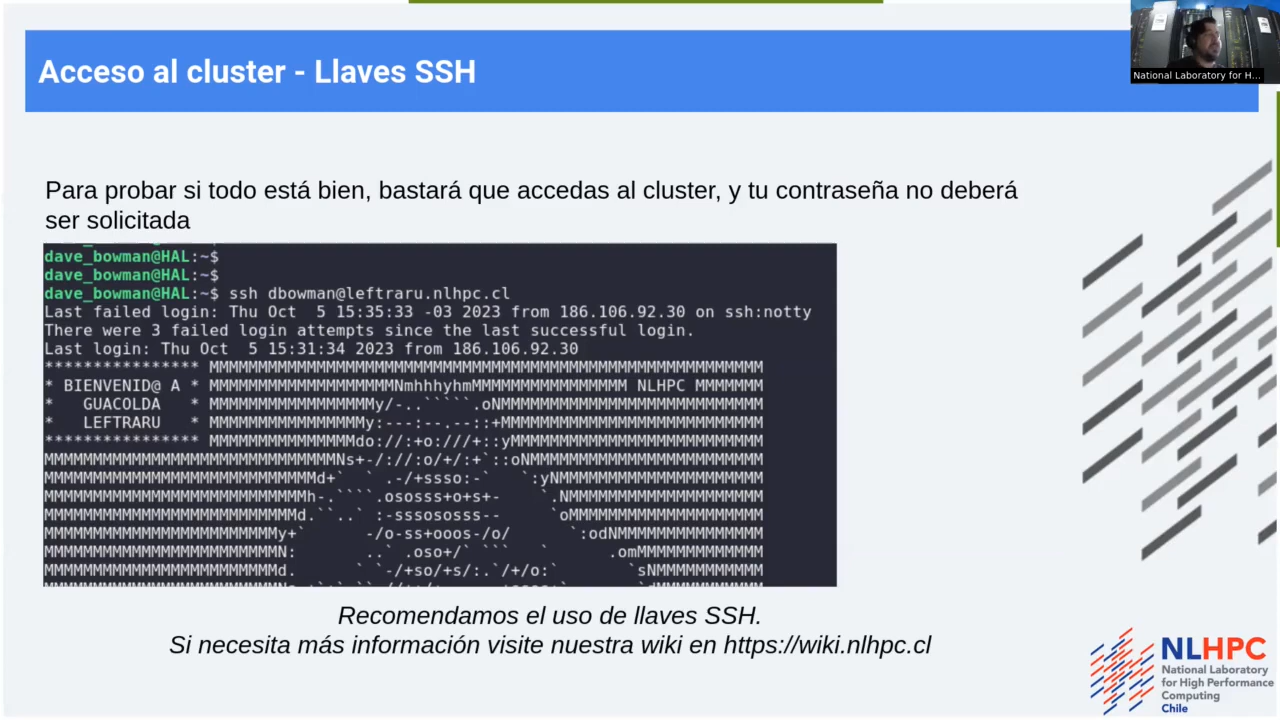 Acceso al cluster - Llaves SSH
National Laboratory for H...
Para probar si todo está bien, bastará que accedas al cluster, y tu contraseña no deberá
ser solicitada
dave_bowman@HAL:~$
dave_bowman@HAL:~$
dave_bowman@HAL:~$ ssh dbowman@leftraru.nlhpc.cl
Last failed login: Thu Oct  5 15:35:33 -03 2023 from 186.106.92.30 on ssh:notty
There were 3 failed login attempts since the last successful login.
Last login: Thu Oct  5 15:31:34 2023 from 186.106.92.30
* BIENVENID@ A * NLHPC
* GUACOLDA *
* LEFTRARU *
Recomendamos el uso de llaves SSH.
Si necesita más información visite nuestra wiki en https://wiki.nlhpc.cl
NLHPC
National Laboratory
for High Performance
Computing
Chile